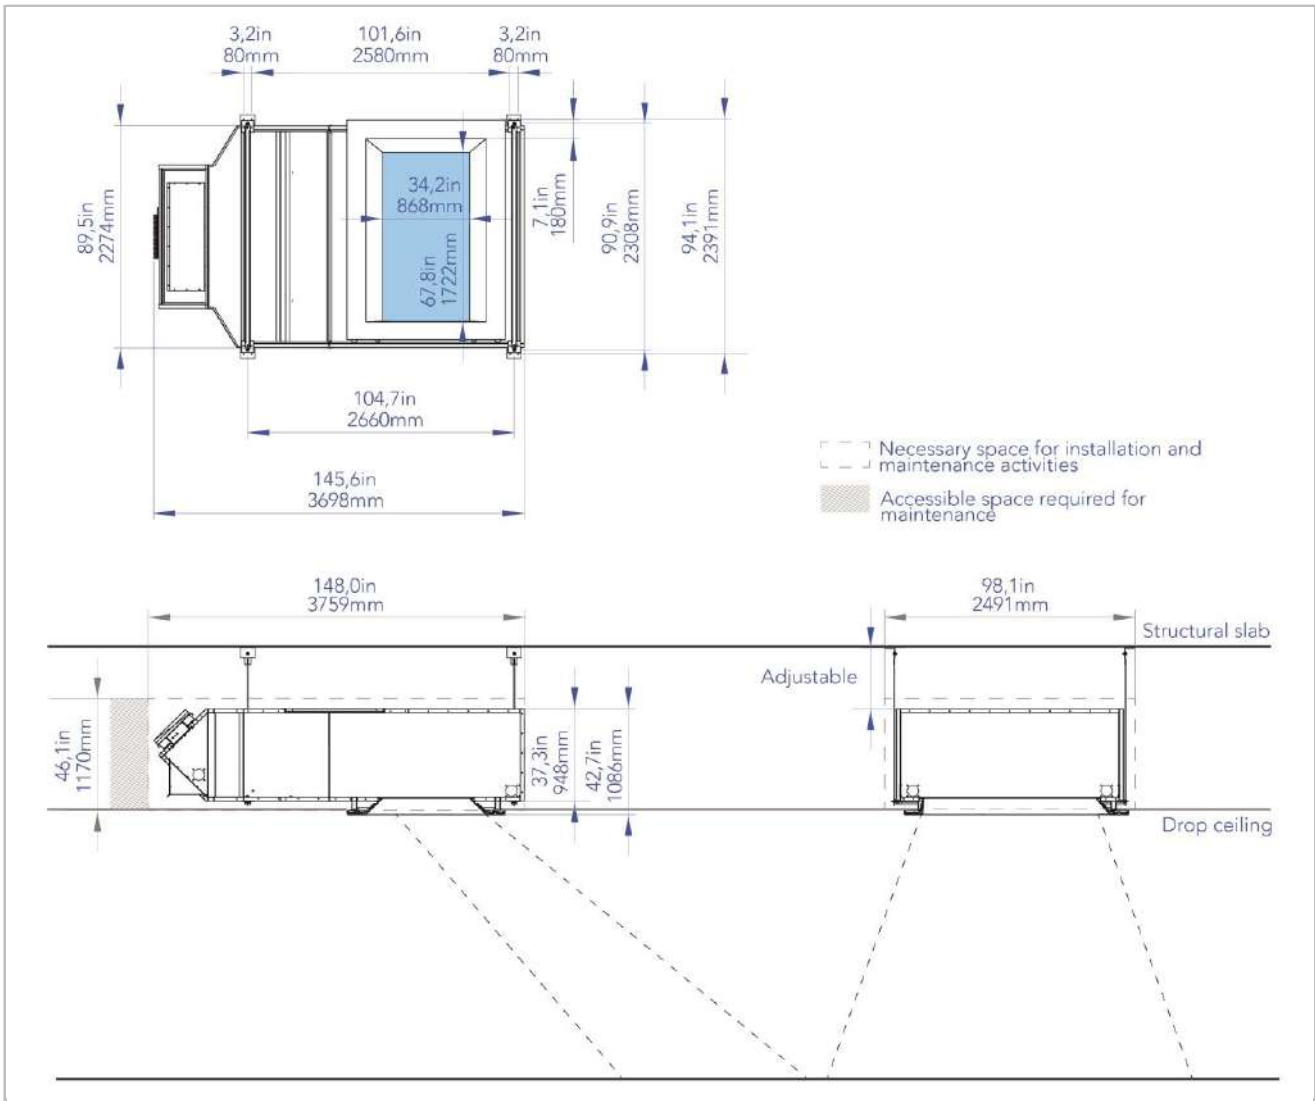 3,2in
80mm
101,6in
2580mm
3,2in
80mm
89,5in
2274mm
34,2in
868mm
67,8in
1722mm
7,1in
180mm
90,9in
2308mm
94,1in
2391mm
104,7in
2660mm
145,6in
3698mm
Necessary space for installation and
maintenance activities
Accessible space required for
maintenance
148,0in
3759mm
98,1in
2491mm
Structural slab
Adjustable
46,1in
1170mm
37,3in
948mm
42,7in
1086mm
Drop ceiling